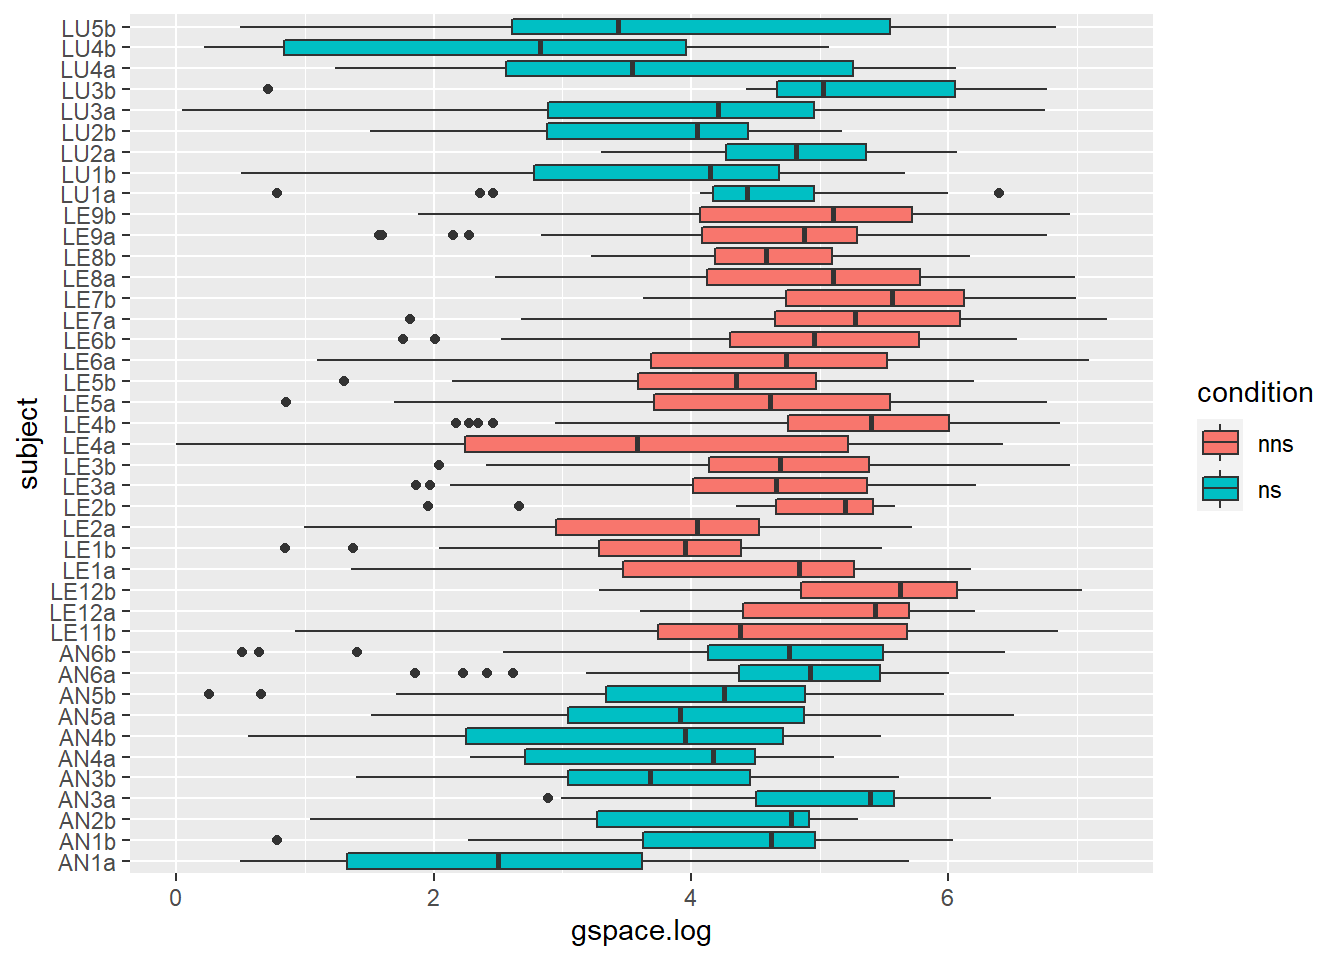 LU5b
LU4b
LU4a
LU3b
LU3a
LU2b
LU2a
LU1b
LU1a
LE9b
LE9a
LE8b
LE8a
LE7b
LE7a
LE6b
LE6a
LE5b
LE5a
LE4b
LE4a
LE3b
LE3a
LE2b
LE2a
LE1b
LE1a
LE12b
LE12a
LE11b
AN6b
AN6a
AN5b
AN5a
AN4b
AN4a
AN3b
AN3a
AN2b
AN1b
AN1a
subject
0 2 4 6
gspace.log
condition
nns
ns